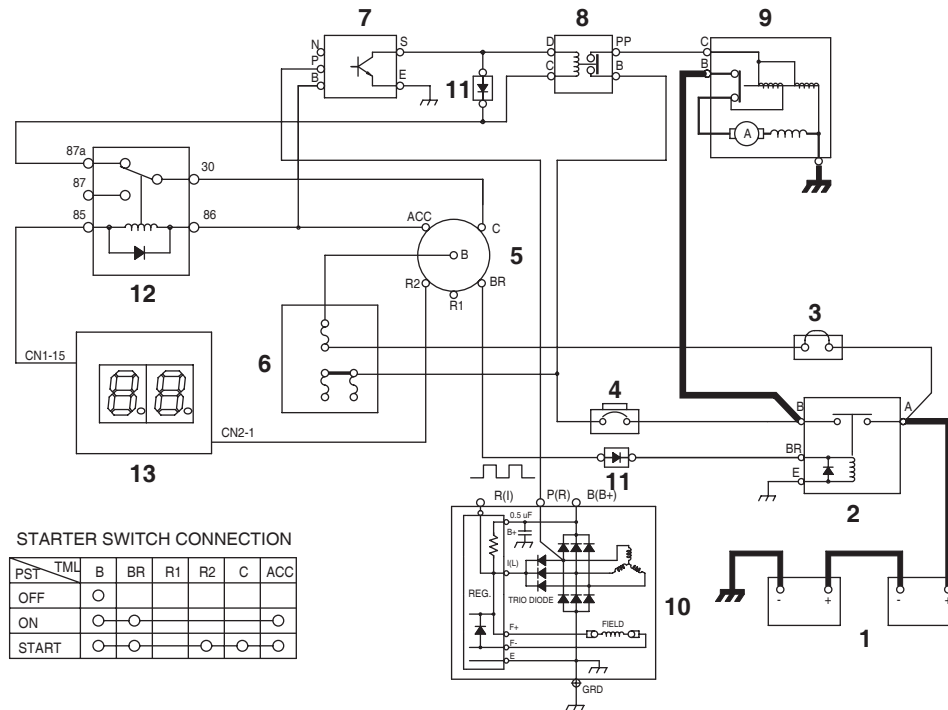 7
8
9
N
S
D
PP
C
P
B
C
B
B
E
11
A
87a
30
87
85
86
ACC
C
B
5
R2
BR
R1
12
3
6
CN1-15
4
B
A
BR
CN2-1
13
11
E
2
R(I)
P(R)
B(B+)
0.5 uF
B+
I(L)
REG.
TRIO DIODE
10
F+
FIELD
F-
E
GRD
- + - +
1
STARTER SWITCH CONNECTION
PST TML B BR R1 R2 C ACC
OFF
ON
START